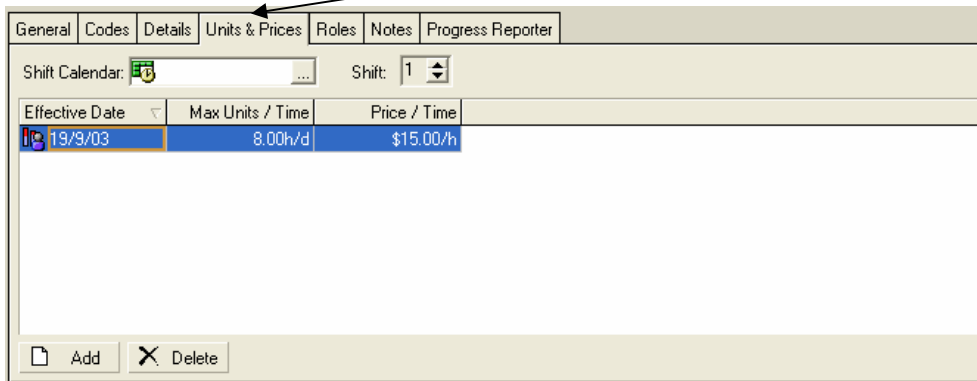 General Codes Details Units & Prices Roles Notes Progress Reporter
Shift Calendar: ... Shift: 1
Effective Date Max Units / Time Price / Time
19/9/03 8.00h/d $15.00/h
Add Delete